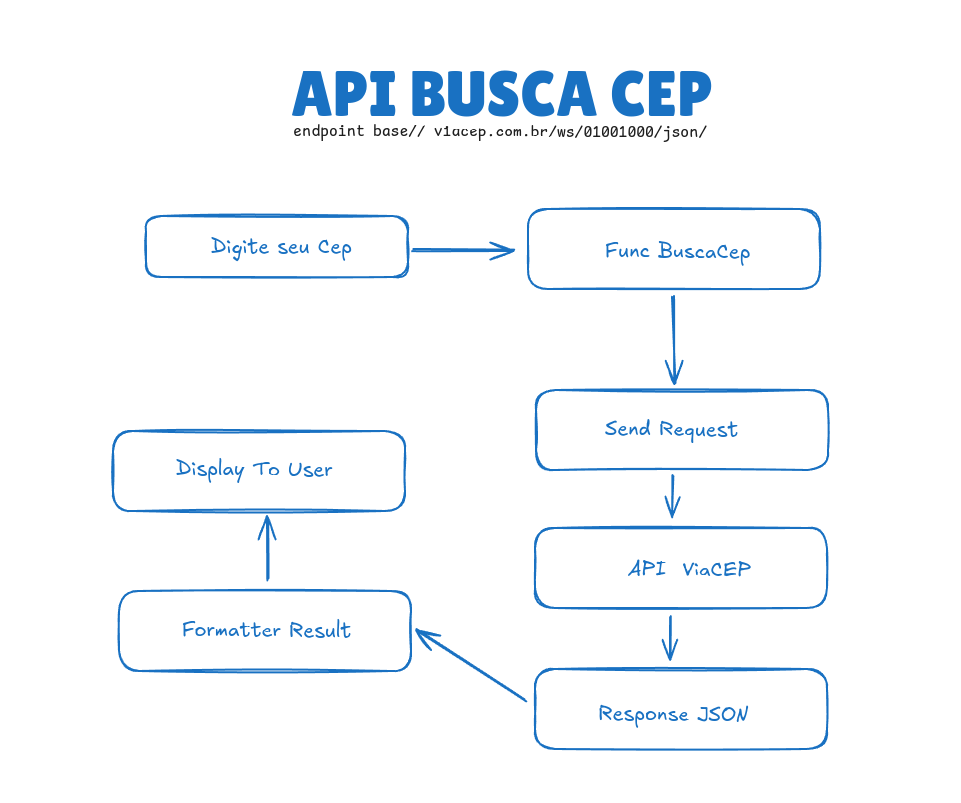 API BUSCA CEP
endpoint base// v1acep.com.br/ws/01001000/json/
Digite seu Cep
Func BuscaCep
Send Request
API ViaCEP
Response JSON
Formatter Result
Display To User